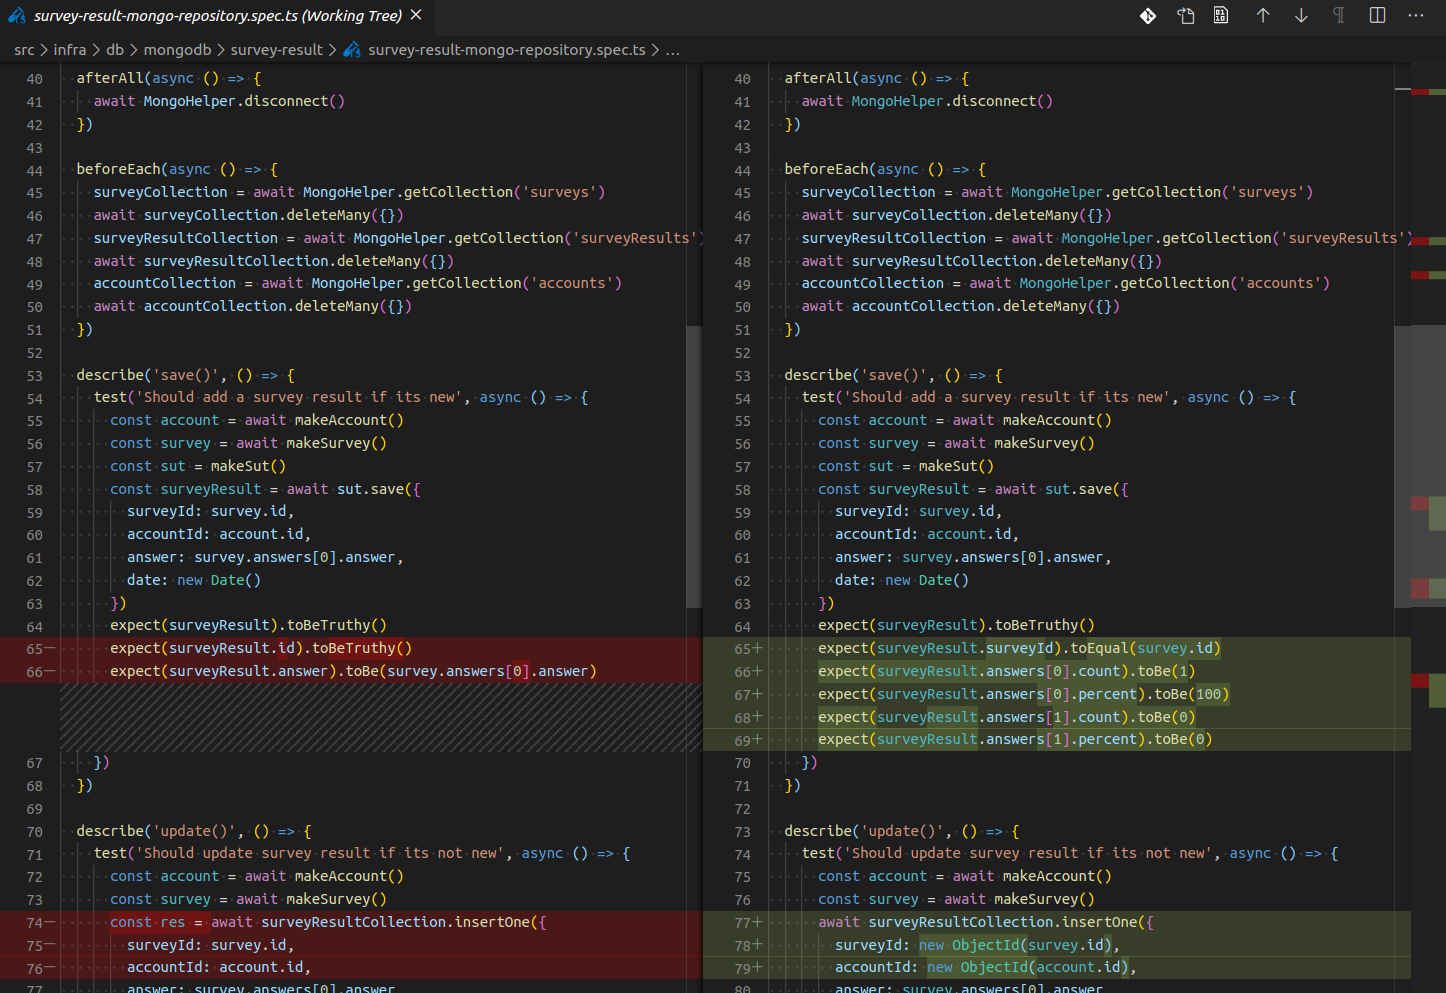 survey-result-mongo-repository.spec.ts (Working Tree)
src > infra > db > mongodb > survey-result > survey-result-mongo-repository.spec.ts > ...
40 afterAll(async () => {
41 await MongoHelper.disconnect()
42 })
43
44 beforeEach(async () => {
45 surveyCollection = await MongoHelper.getCollection('surveys')
46 await surveyCollection.deleteMany({})
47 surveyResultCollection = await MongoHelper.getCollection('surveyResults')
48 await surveyResultCollection.deleteMany({})
49 accountCollection = await MongoHelper.getCollection('accounts')
50 await accountCollection.deleteMany({})
51 })
52
53 describe('save()', () => {
54 test('Should add a survey result if its new', async () => {
55 const account = await makeAccount()
56 const survey = await makeSurvey()
57 const sut = makeSut()
58 const surveyResult = await sut.save({
59 surveyId: survey.id,
60 accountId: account.id,
61 answer: survey.answers[0].answer,
62 date: new Date()
63 })
64 expect(surveyResult).toBeTruthy()
65— expect(surveyResult.id).toBeTruthy()
66— expect(surveyResult.answer).toBe(survey.answers[0].answer)
67 })
68 })
69
70 describe('update()', () => {
71 test('Should update survey result if its not new', async () => {
72 const account = await makeAccount()
73 const survey = await makeSurvey()
74— const res = await surveyResultCollection.insertOne({
75— surveyId: survey.id,
76— accountId: account.id,
77 answer: survey.answers[0].answer
40 afterAll(async () => {
41 await MongoHelper.disconnect()
42 })
43
44 beforeEach(async () => {
45 surveyCollection = await MongoHelper.getCollection('surveys')
46 await surveyCollection.deleteMany({})
47 surveyResultCollection = await MongoHelper.getCollection('surveyResults')
48 await surveyResultCollection.deleteMany({})
49 accountCollection = await MongoHelper.getCollection('accounts')
50 await accountCollection.deleteMany({})
51 })
52
53 describe('save()', () => {
54 test('Should add a survey result if its new', async () => {
55 const account = await makeAccount()
56 const survey = await makeSurvey()
57 const sut = makeSut()
58 const surveyResult = await sut.save({
59 surveyId: survey.id,
60 accountId: account.id,
61 answer: survey.answers[0].answer,
62 date: new Date()
63 })
64 expect(surveyResult).toBeTruthy()
65+ expect(surveyResult.surveyId).toEqual(survey.id)
66+ expect(surveyResult.answers[0].count).toBe(1)
67+ expect(surveyResult.answers[0].percent).toBe(100)
68+ expect(surveyResult.answers[1].count).toBe(0)
69+ expect(surveyResult.answers[1].percent).toBe(0)
70 })
71 })
72
73 describe('update()', () => {
74 test('Should update survey result if its not new', async () => {
75 const account = await makeAccount()
76 const survey = await makeSurvey()
77+ await surveyResultCollection.insertOne({
78+ surveyId: new ObjectId(survey.id),
79+ accountId: new ObjectId(account.id),
80 answer: survey.answers[0].answer